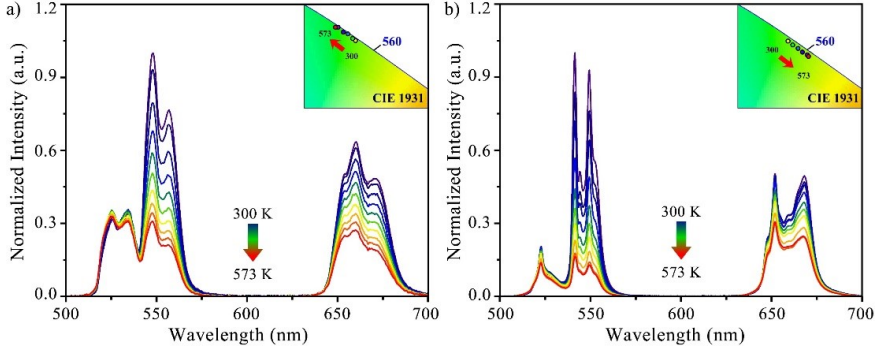 a)
1.2
0.9
0.6
0.3
0.0
Normalized Intensity (a.u.)
500
550
600
650
700
Wavelength (nm)
300 K
573 K
573
300
560
CIE 1931
b)
1.2
0.9
0.6
0.3
0.0
Normalized Intensity (a.u.)
500
550
600
650
700
Wavelength (nm)
300 K
573 K
300
573
560
CIE 1931